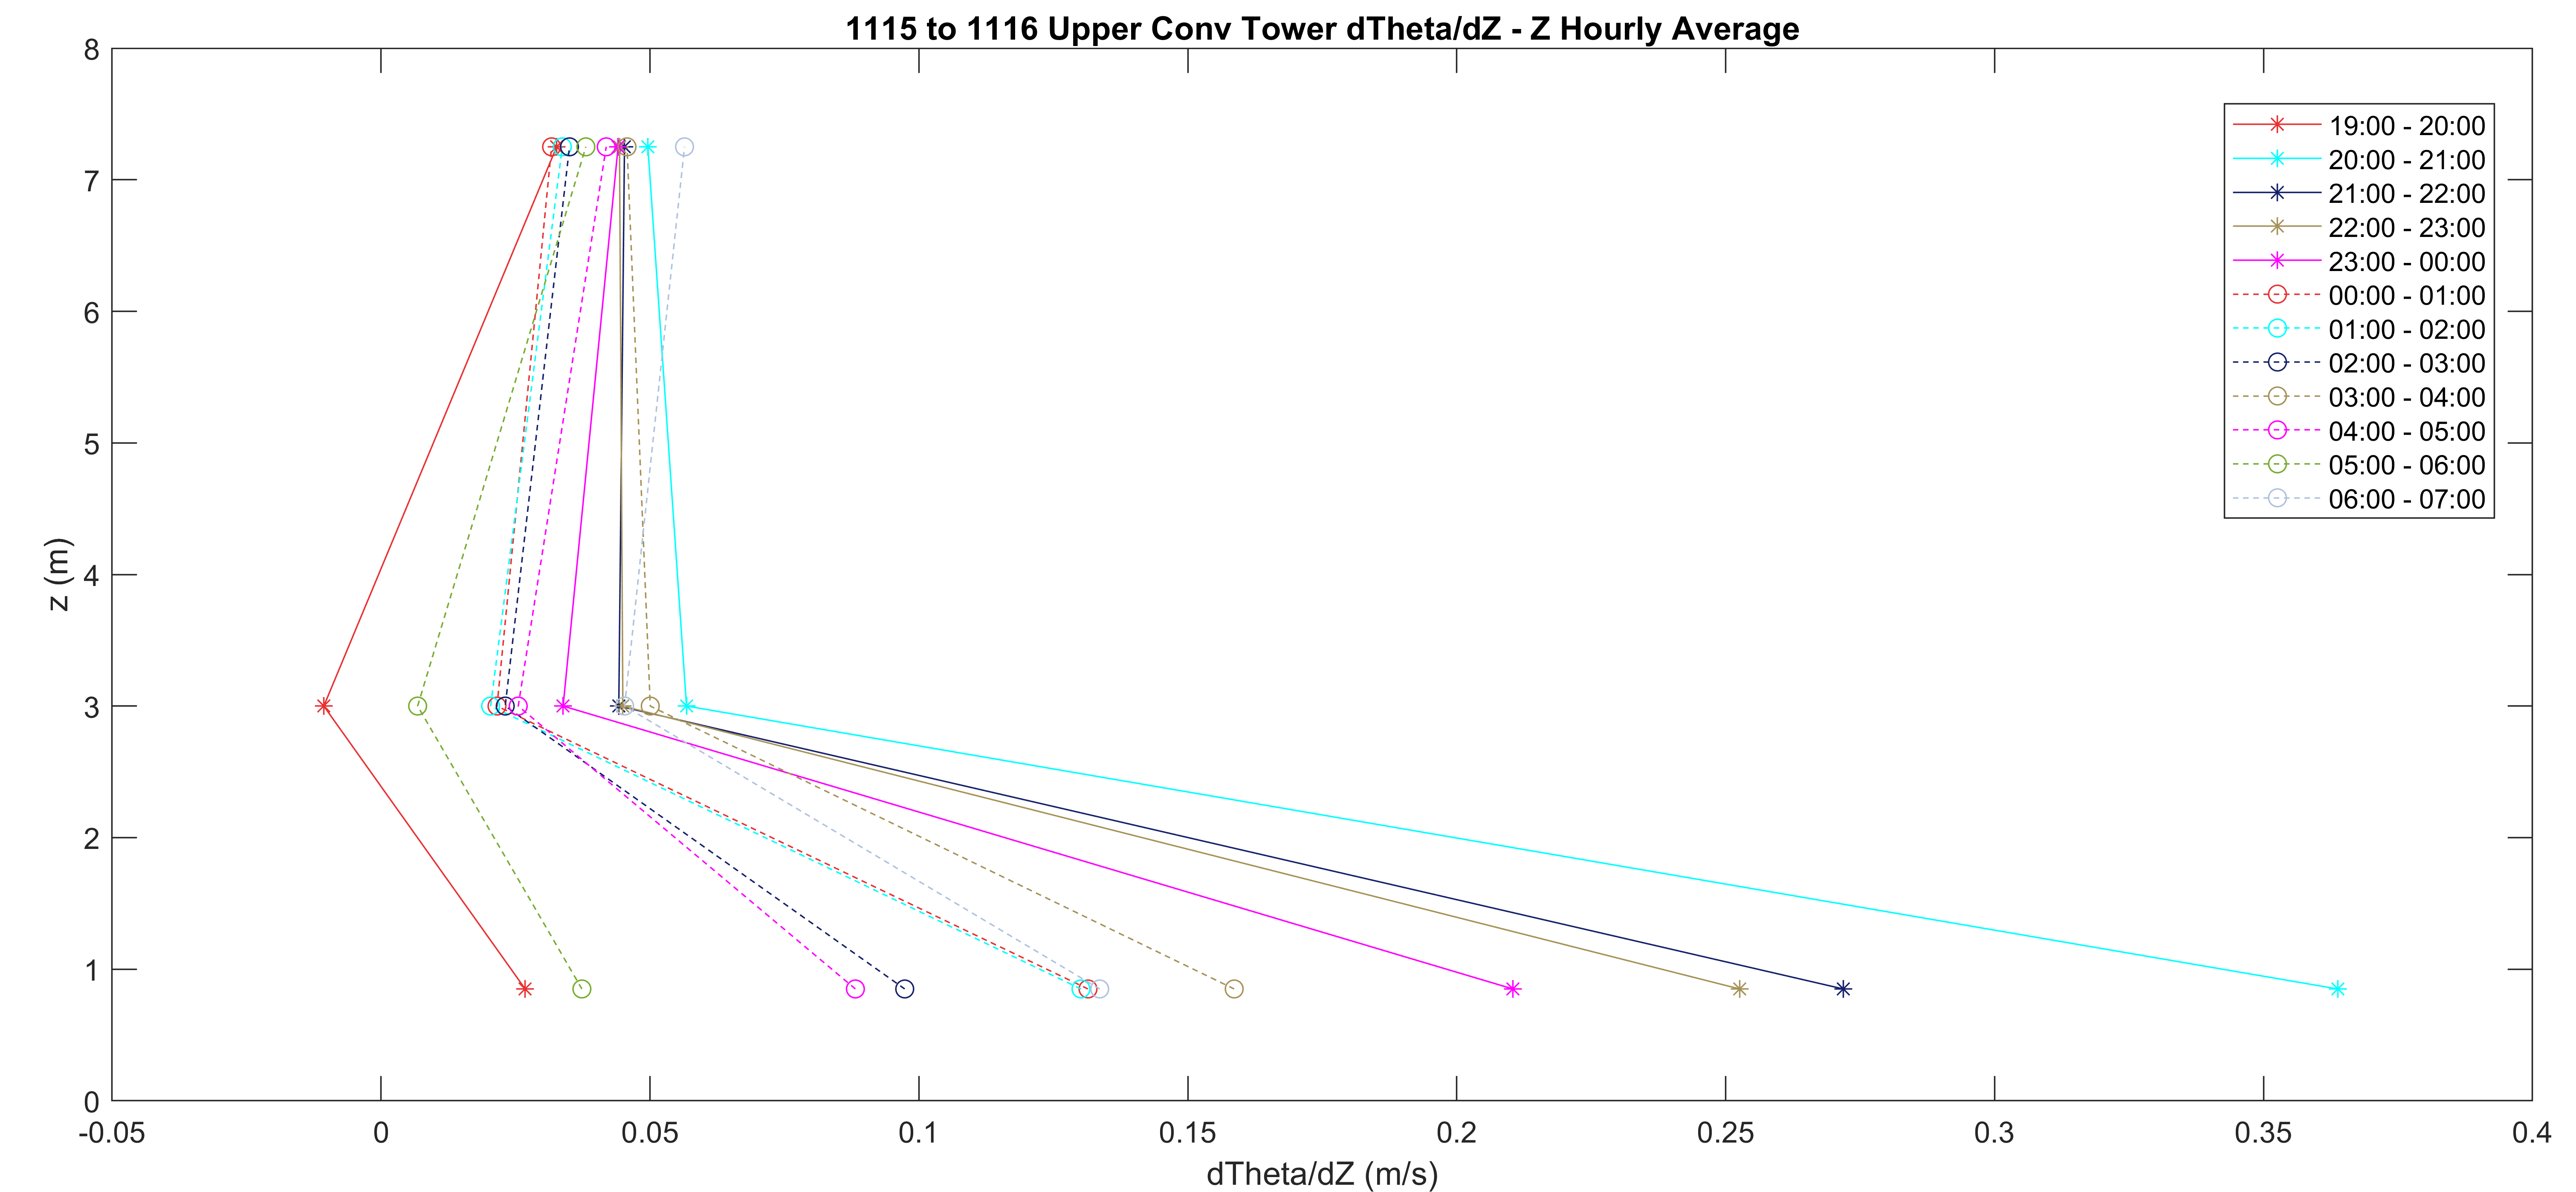 1115 to 1116 Upper Conv Tower dTheta/dZ - Z Hourly Average
8
7
6
5
4
3
2
1
0
z (m)
19:00 - 20:00
20:00 - 21:00
21:00 - 22:00
22:00 - 23:00
23:00 - 00:00
00:00 - 01:00
01:00 - 02:00
02:00 - 03:00
03:00 - 04:00
04:00 - 05:00
05:00 - 06:00
06:00 - 07:00
-0.05 0 0.05 0.1 0.15 0.2 0.25 0.3 0.35 0.4
dTheta/dZ (m/s)